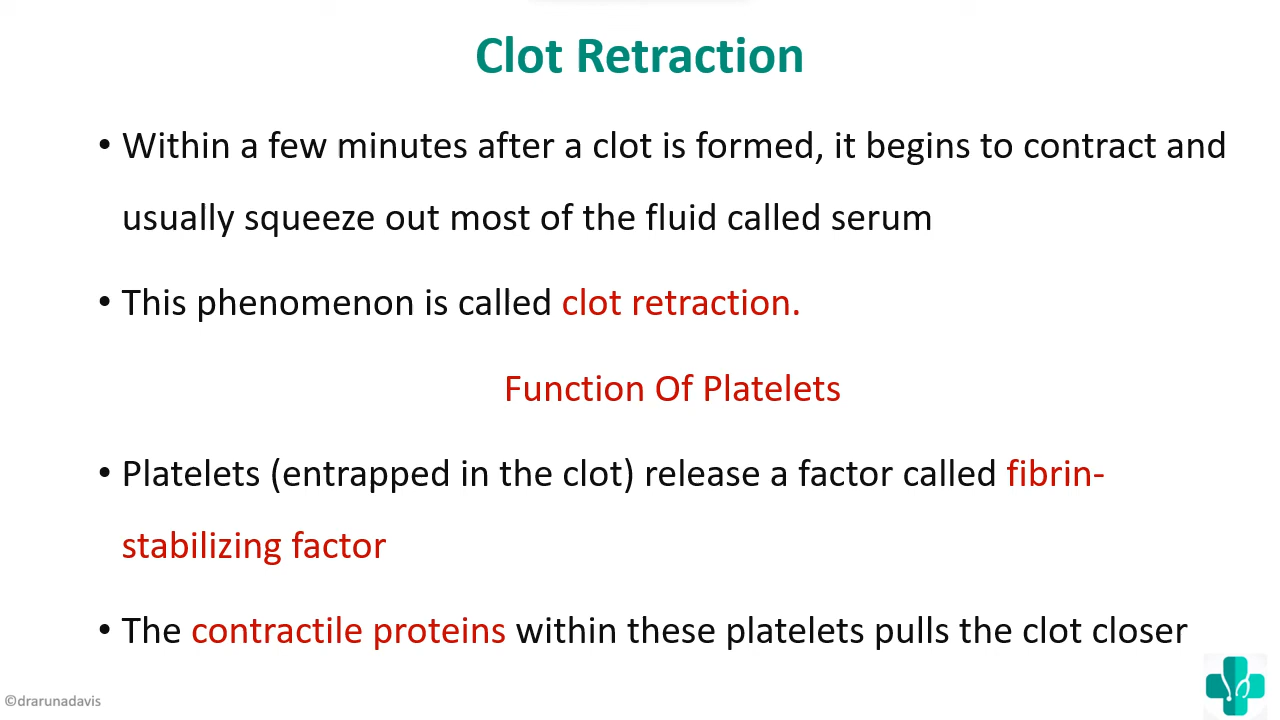 Clot Retraction
• Within a few minutes after a clot is formed, it begins to contract and
usually squeeze out most of the fluid called serum
• This phenomenon is called clot retraction.
Function Of Platelets
• Platelets (entrapped in the clot) release a factor called fibrin-
stabilizing factor
• The contractile proteins within these platelets pulls the clot closer
©drarunadavis